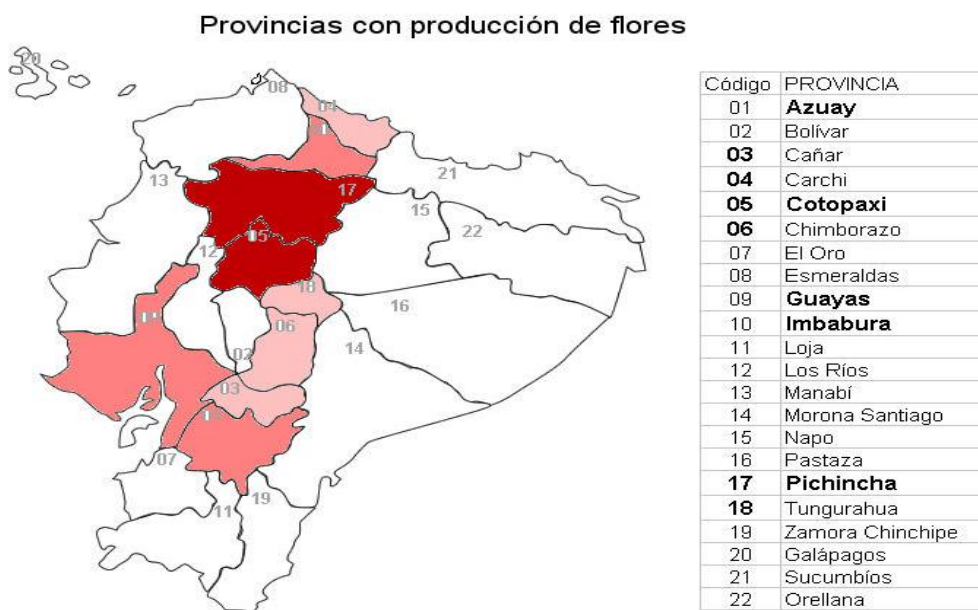 Provincias con producción de flores
20
08
04
21
13
17
15
22
05
12
18
16
06
14
02
03
07
19
11
Código PROVINCIA
01 Azuay
02 Bolívar
03 Cañar
04 Carchi
05 Cotopaxi
06 Chimborazo
07 El Oro
08 Esmeraldas
09 Guayas
10 Imbabura
11 Loja
12 Los Ríos
13 Manabí
14 Morona Santiago
15 Napo
16 Pastaza
17 Pichincha
18 Tungurahua
19 Zamora Chinchipe
20 Galápagos
21 Sucumbíos
22 Orellana